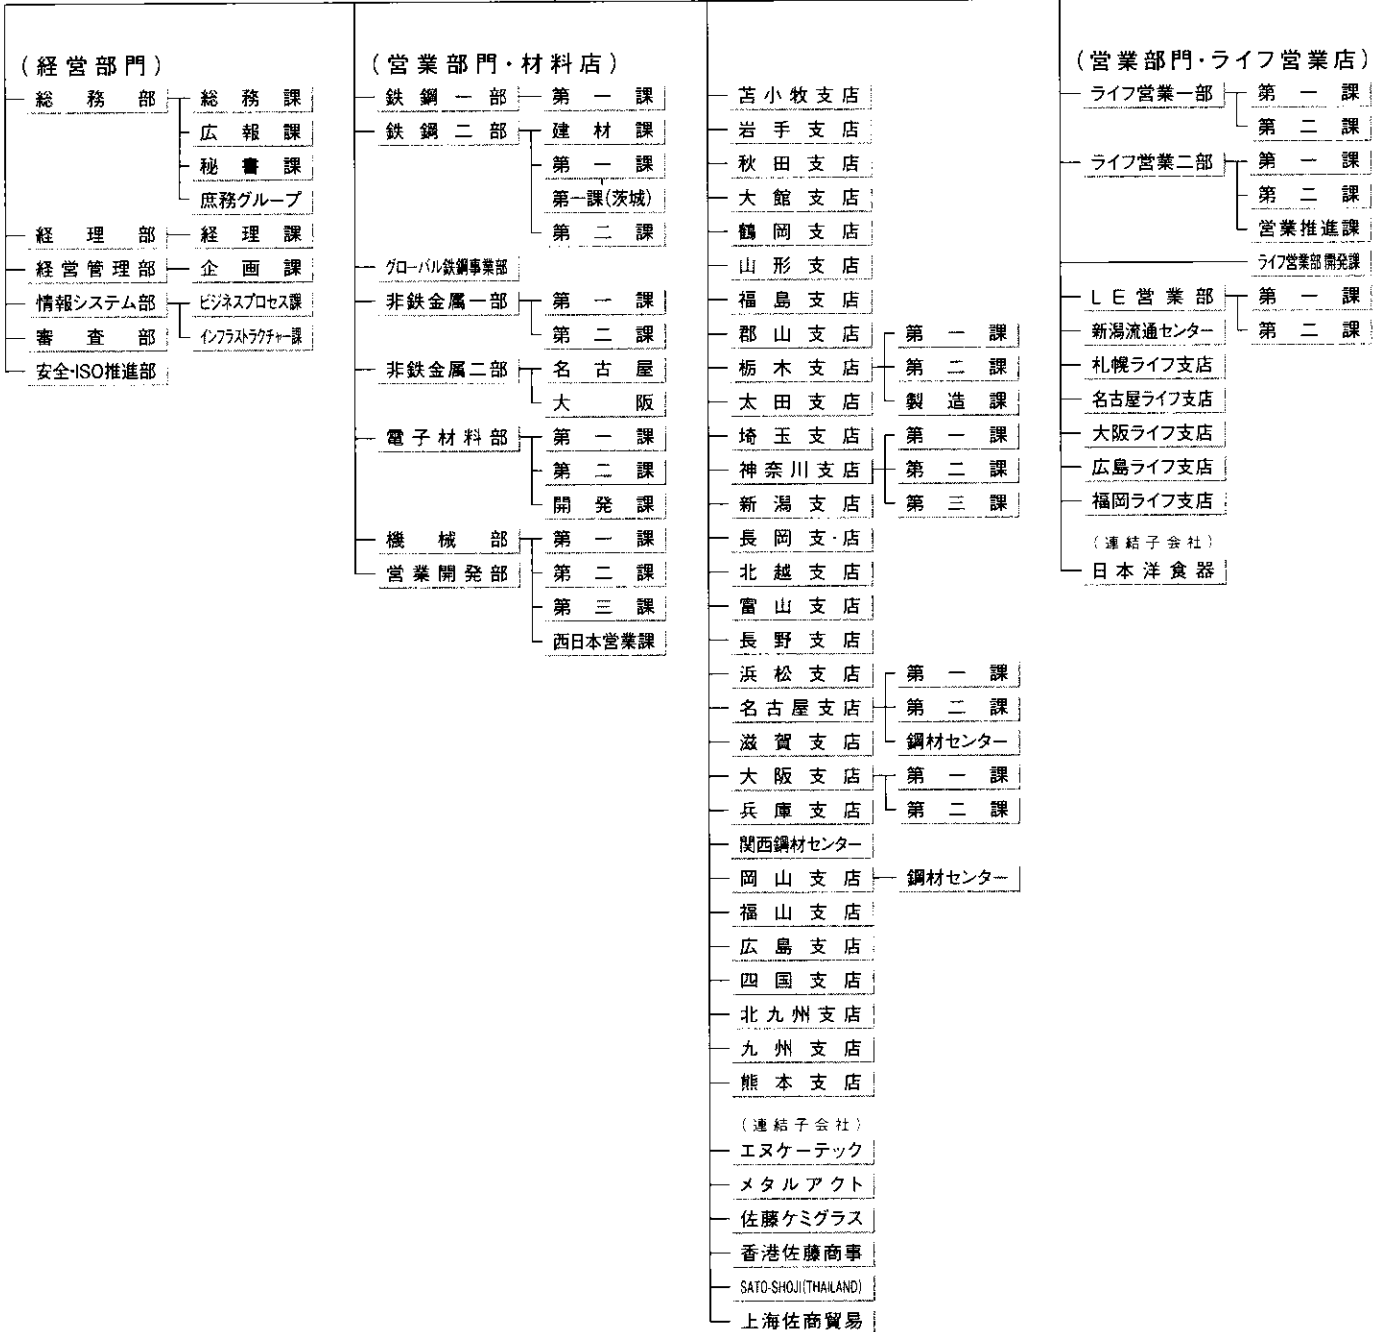 (経営部門)
総務部
総務課
広報課
秘書課
庶務グループ
経理部
経理課
経営管理部
企画課
情報システム部
ビジネスプロセス課
インフラストラクチャー課
審査部
安全・ISO推進部
(営業部門・材料店)
鉄鋼一部
第一課
鉄鋼二部
建材課
第一課
第一課(茨城)
第二課
グローバル鉄鋼事業部
非鉄金属一部
第一課
第二課
非鉄金属二部
名古屋
大阪
電子材料部
第一課
第二課
開発課
機械部
第一課
第二課
第三課
西日本営業課
営業開発部
苫小牧支店
岩手支店
秋田支店
大館支店
鶴岡支店
山形支店
福島支店
郡山支店
栃木支店
第一課
第二課
製造課
太田支店
埼玉支店
神奈川支店
第一課
第二課
第三課
新潟支店
長岡支店
北越支店
富山支店
長野支店
浜松支店
名古屋支店
第一課
第二課
鋼材センター
滋賀支店
大阪支店
第一課
第二課
兵庫支店
関西鋼材センター
岡山支店
鋼材センター
福山支店
広島支店
四国支店
北九州支店
九州支店
熊本支店
(連結子会社)
エヌケーテック
メタルアクト
佐藤ケミグラス
香港佐藤商事
SATO-SHOJI(THAILAND)
上海佐商貿易
(営業部門・ライフ営業店)
ライフ営業一部
第一課
第二課
ライフ営業二部
第一課
第二課
営業推進課
ライフ営業部開発課
LE営業部
第一課
第二課
新潟流通センター
札幌ライフ支店
名古屋ライフ支店
大阪ライフ支店
広島ライフ支店
福岡ライフ支店
(連結子会社)
日本洋食器